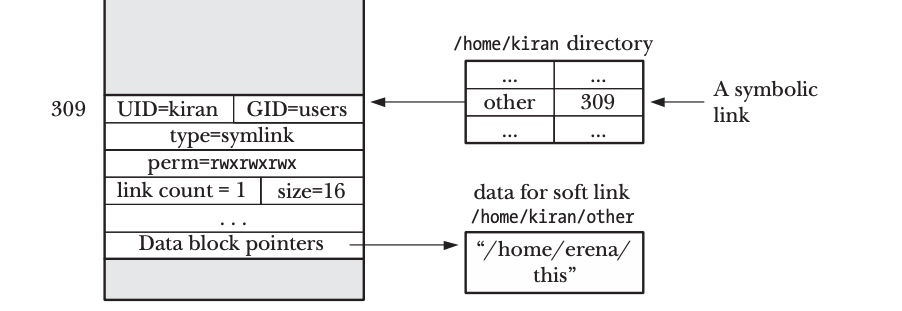 /home/kiran directory
... ...
other 309
... ...
A symbolic
link
309
UID=kiran GID=users
type=symlink
perm=rwxrwxrwx
link count = 1 size=16
...
Data block pointers
data for soft link
/home/kiran/other
“/home/erena/
this”